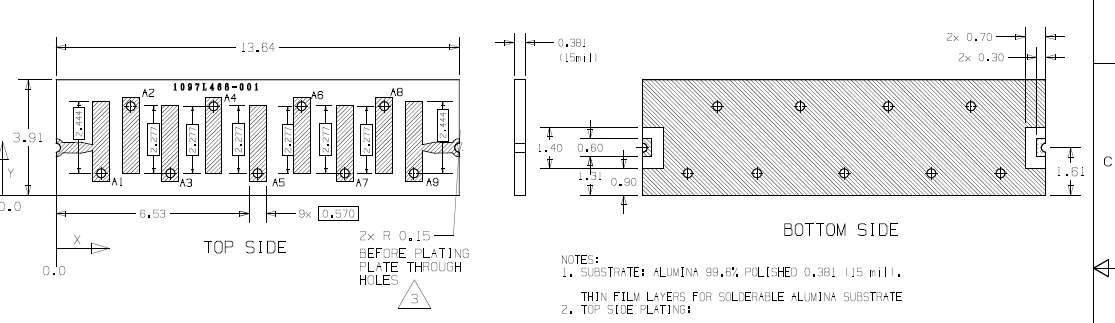 13.64
1097L468-001
A2
A4
A6
A8
2.444
2.277
2.277
2.277
2.277
2.277
2.277
2.444
3.91
A1
A3
A5
A7
A9
Y
0.0
6.53
9x 0.570
X
0.0
TOP SIDE
2x R 0.15
BEFORE PLATING
PLATE THROUGH
HOLES
3
0.381
(15mil)
2x 0.70
2x 0.30
1.40
0.60
1.31
0.90
1.61
BOTTOM SIDE
C
NOTES:
1. SUBSTRATE: ALUMINA 99.6% POLISHED 0.381 (15 mil).
THIN FILM LAYERS FOR SOLDERABLE ALUMINA SUBSTRATE
2. TOP SIDE PLATING: